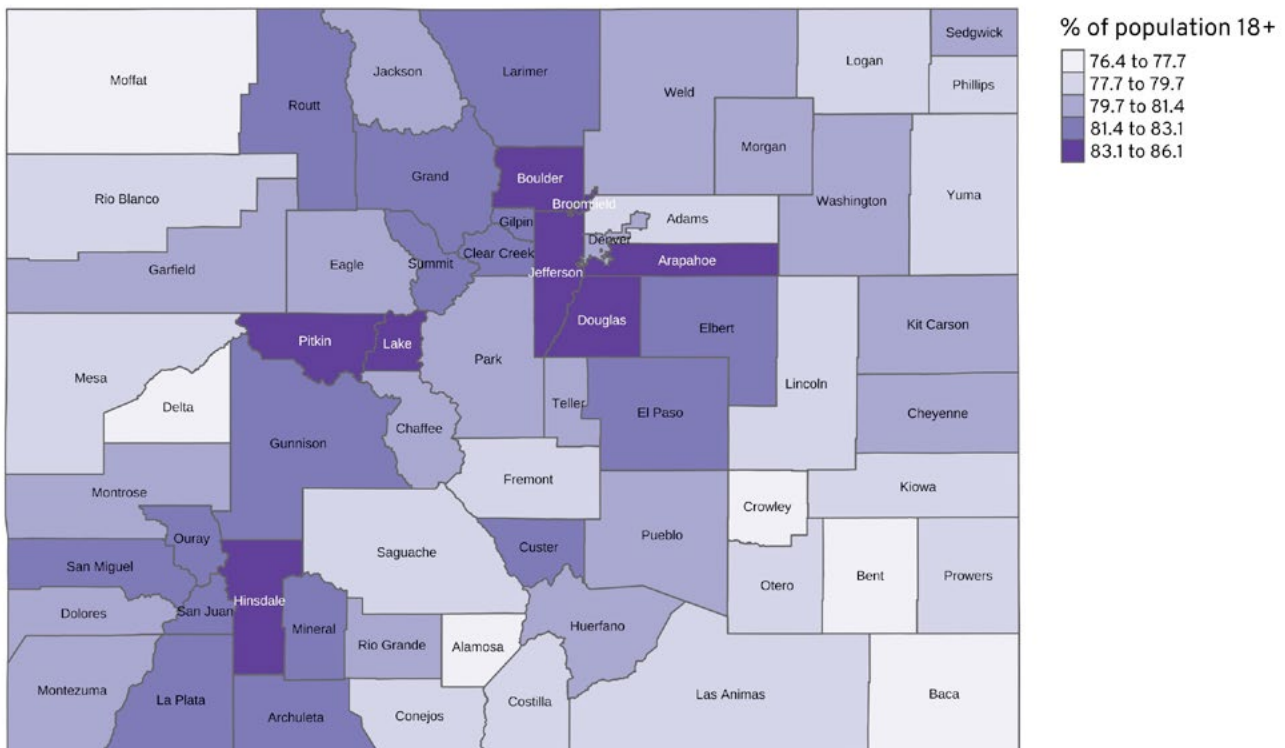 % of population 18+
76.4 to 77.7
77.7 to 79.7
79.7 to 81.4
81.4 to 83.1
83.1 to 86.1
Moffat
Routt
Jackson
Larimer
Weld
Logan
Sedgwick
Phillips
Morgan
Rio Blanco
Grand
Boulder
Broomfield
Washington
Yuma
Gilpin
Adams
Denver
Garfield
Eagle
Summit
Clear Creek
Jefferson
Arapahoe
Pitkin
Lake
Douglas
Elbert
Kit Carson
Mesa
Park
Lincoln
Delta
Teller
El Paso
Cheyenne
Gunnison
Chaffee
Montrose
Fremont
Crowley
Kiowa
Ouray
Saguache
Custer
Pueblo
San Miguel
Bent
Prowers
Otero
Dolores
San Juan
Hinsdale
Mineral
Rio Grande
Alamosa
Huerfano
Montezuma
La Plata
Archuleta
Conejos
Costilla
Las Animas
Baca